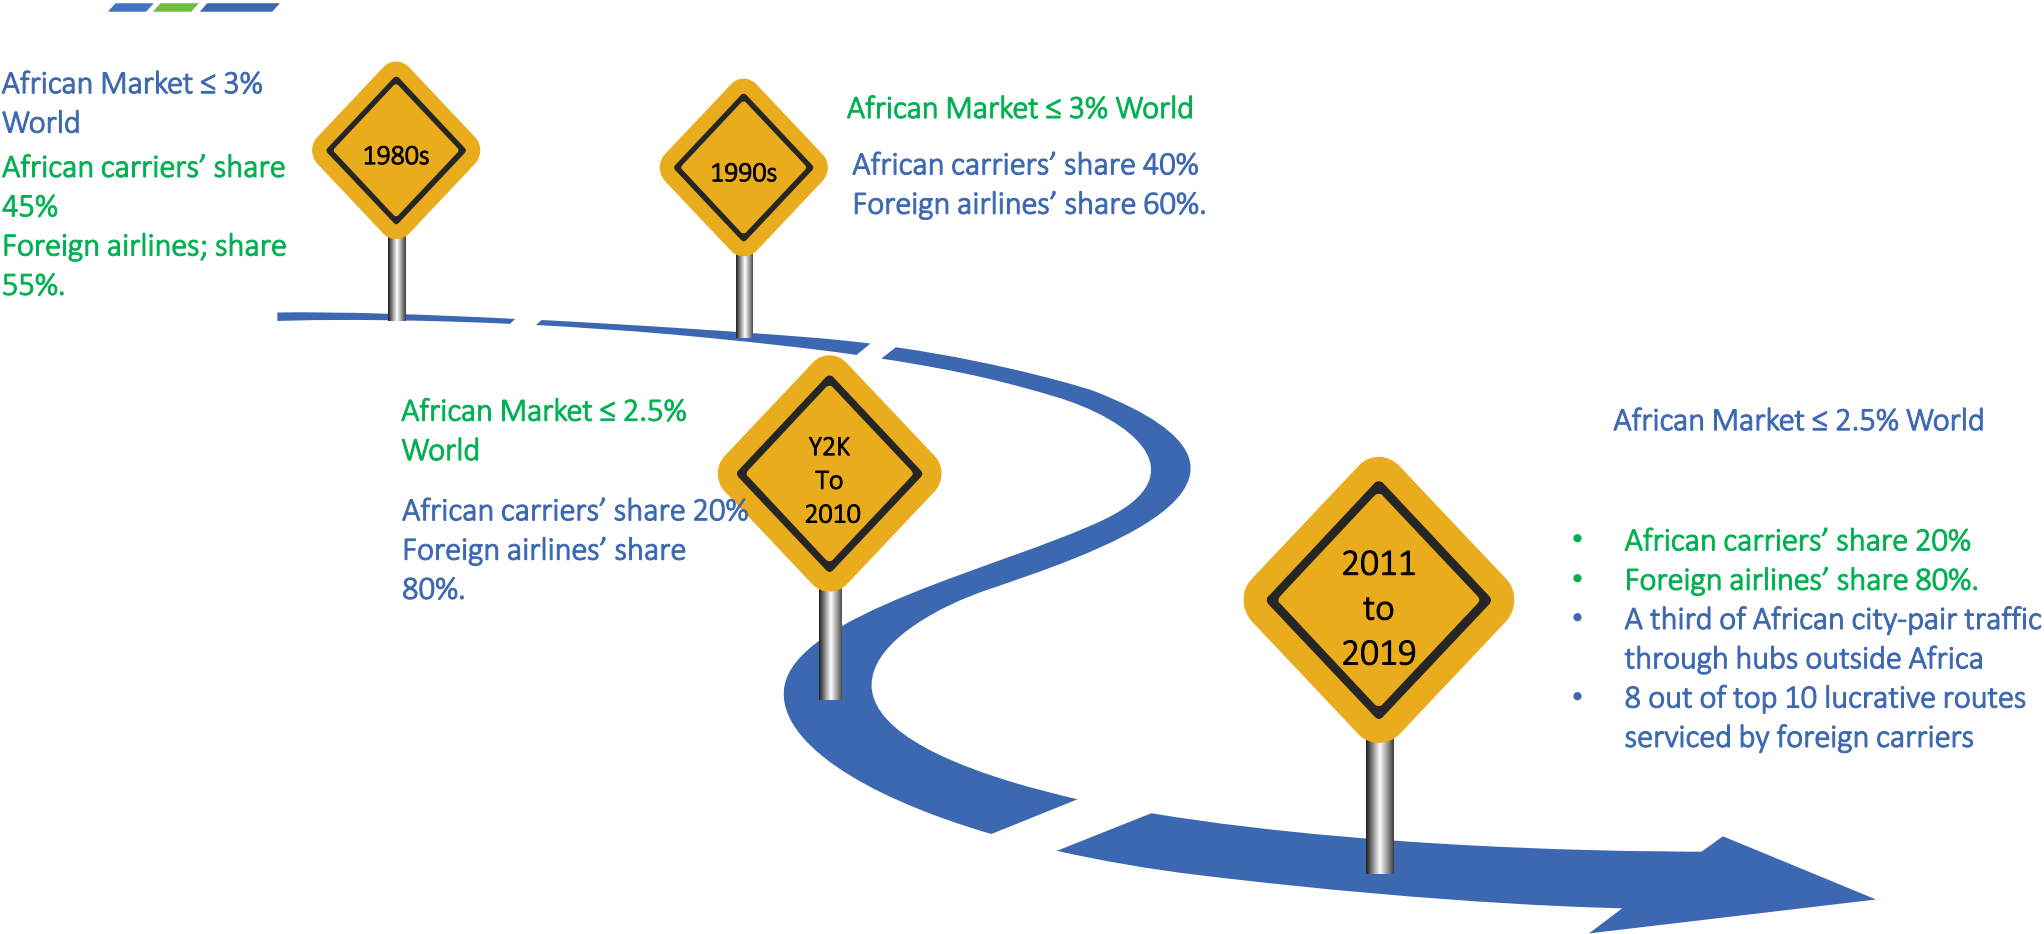 African Market ≤ 3%
World
African carriers’ share
45%
Foreign airlines; share
55%.
1980s
1990s
African Market ≤ 3% World
African carriers’ share 40%
Foreign airlines’ share 60%.
African Market ≤ 2.5%
World
African carriers’ share 20%
Foreign airlines’ share
80%.
Y2K
To
2010
2011
to
2019
African Market ≤ 2.5% World
• African carriers’ share 20%
• Foreign airlines’ share 80%.
• A third of African city-pair traffic
through hubs outside Africa
• 8 out of top 10 lucrative routes
serviced by foreign carriers